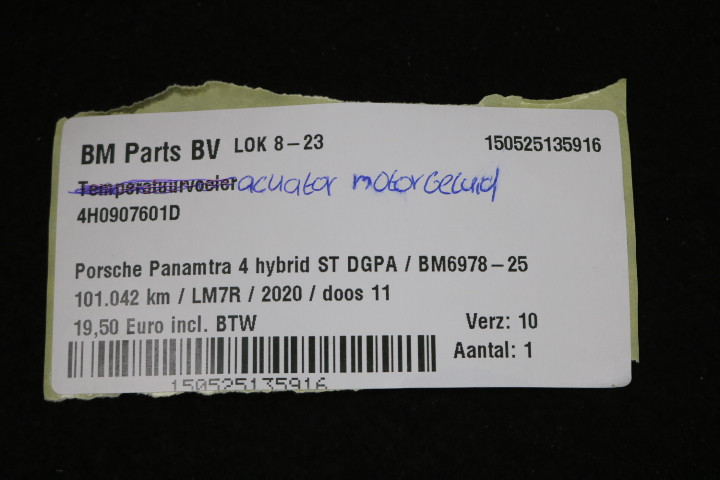 BM Parts BV LOK 8-23 150525135916
Temperatuurvoeler acuator motorgeluid
4H0907601D
Porsche Panamtra 4 hybrid ST DGPA / BM6978-25
101.042 km / LM7R / 2020 / doos 11
19,50 Euro incl. BTW Verz: 10
Aantal: 1
150525135916